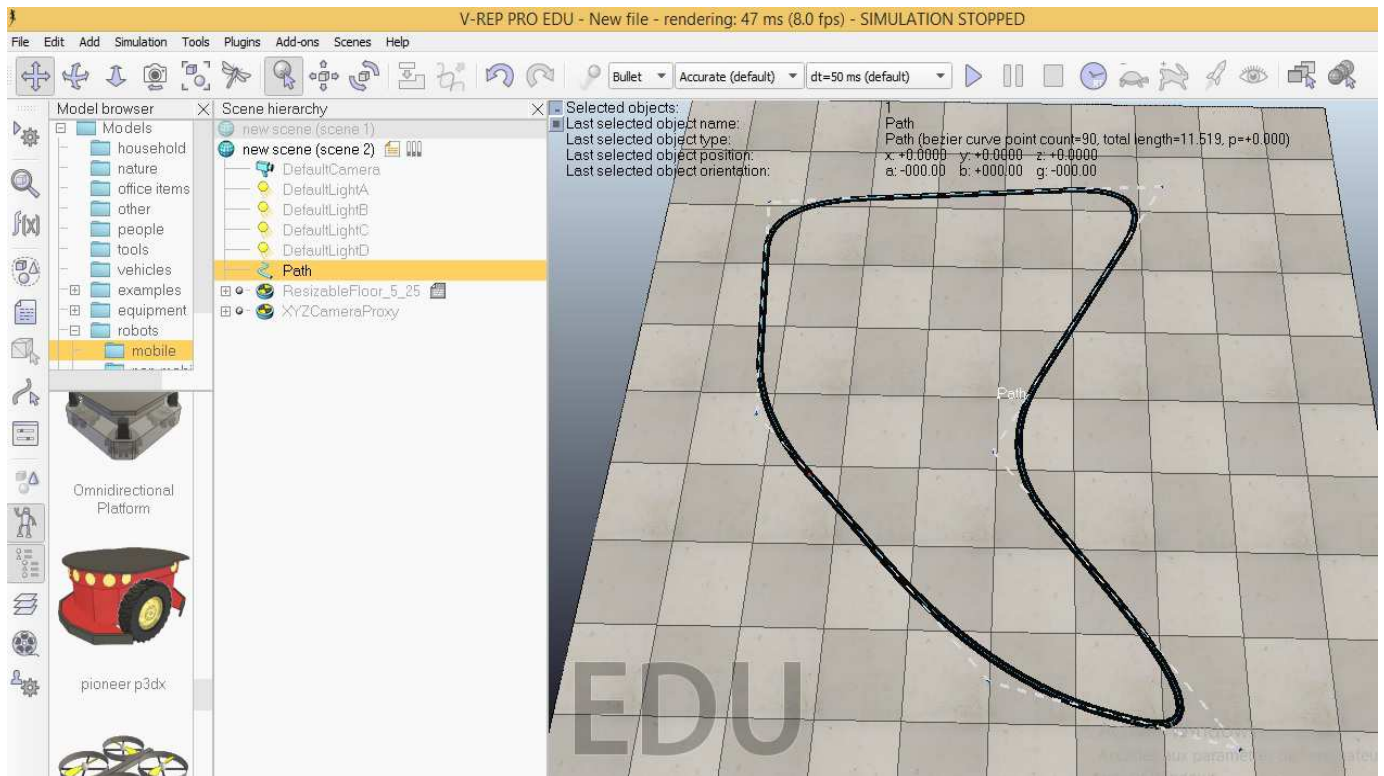 V-REP PRO EDU - New file - rendering: 47 ms (8.0 fps) - SIMULATION STOPPED
File Edit Add Simulation Tools Plugins Add-ons Scenes Help
Bullet Accurate (default) dt=50 ms (default)
Model browser
Models
household
nature
office items
other
people
tools
vehicles
examples
equipment
robots
mobile
Omnidirectional
Platform
pioneer p3dx
Scene hierarchy
new scene (scene 1)
new scene (scene 2)
DefaultCamera
DefaultLightA
DefaultLightB
DefaultLightC
DefaultLightD
Path
ResizableFloor_5_25
XYZCameraProxy
Selected objects: 1
Last selected object name: Path
Last selected object type: Path (bezier curve point count=90, total length=11.519, p=+0.000)
Last selected object position: x: +0.0000 y: +0.0000 z: +0.0000
Last selected object orientation: a: -000.00 b: +000.00 g: -000.00
Path
EDU
f(x)